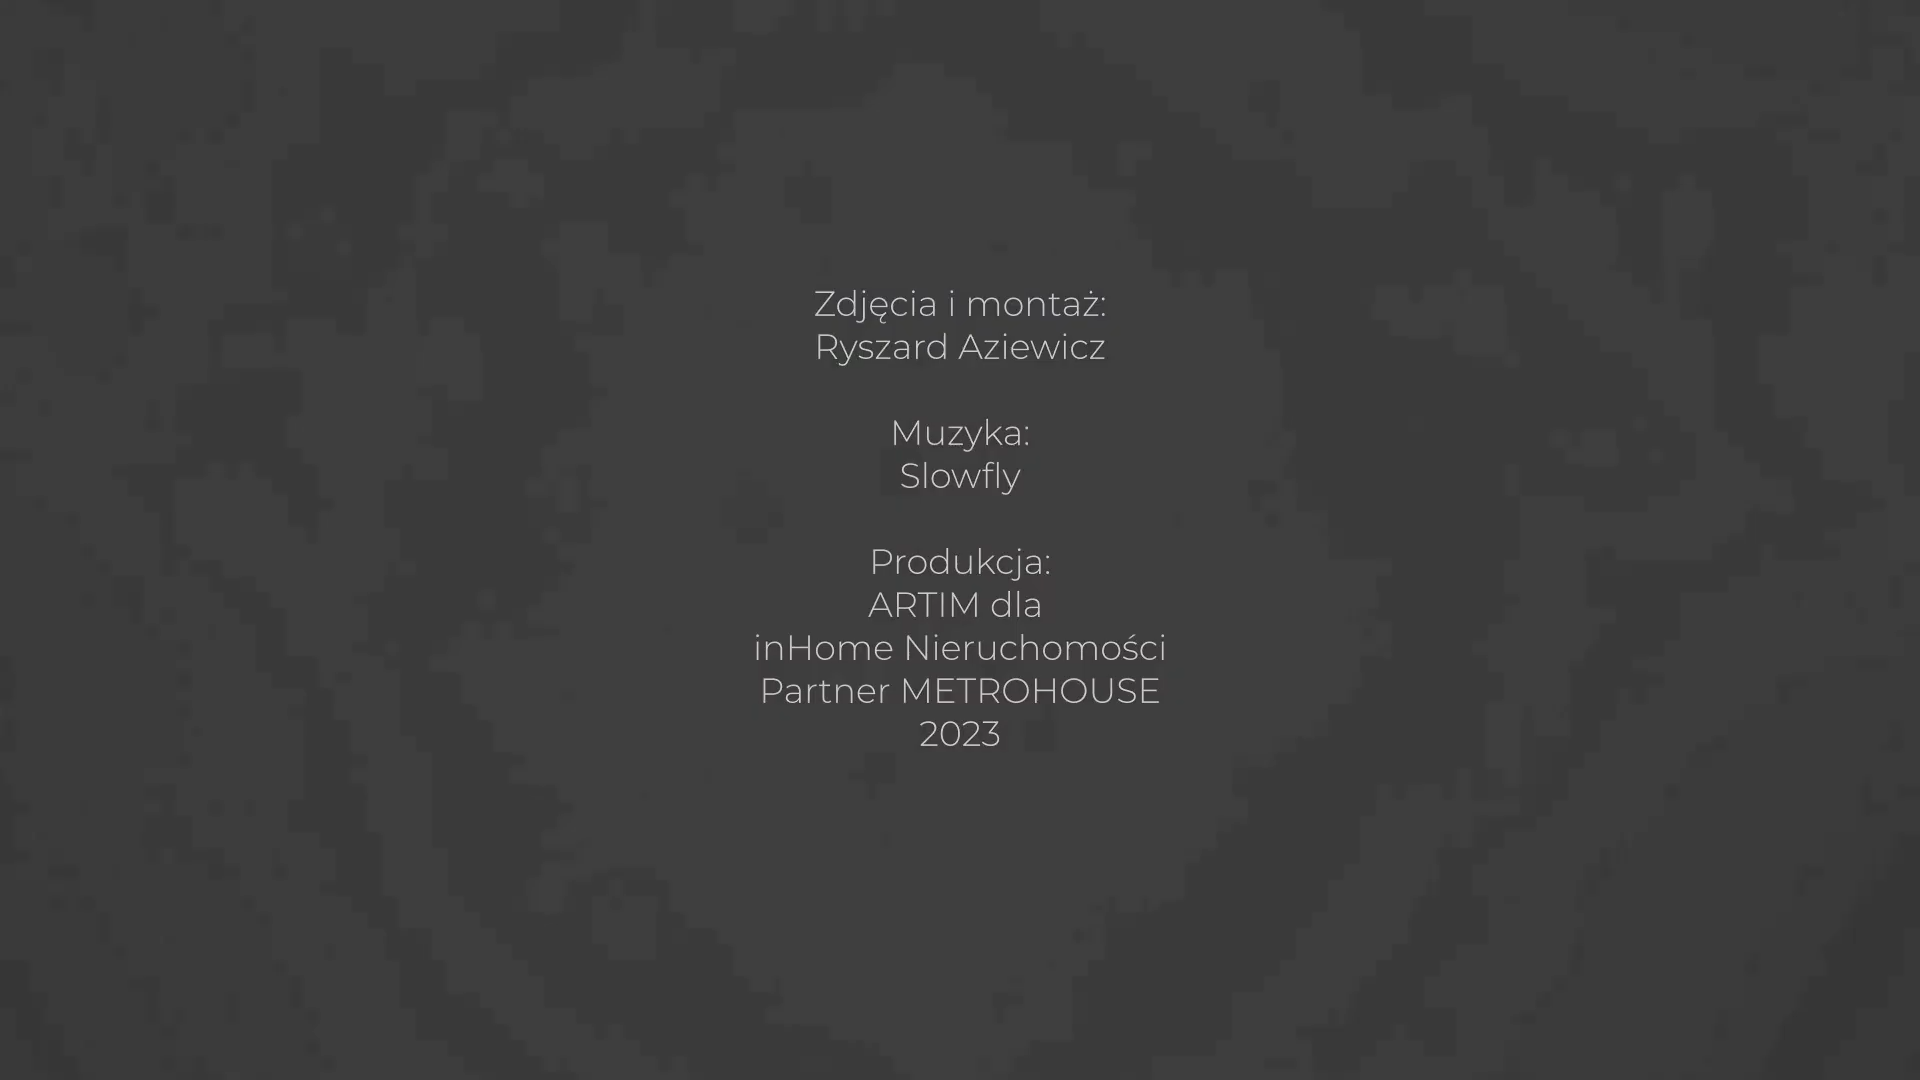 Zdjęcia i montaż:
Ryszard Aziewicz
Muzyka:
Slowfly
Produkcja:
ARTIM dla
inHome Nieruchomości
Partner METROHOUSE
2023